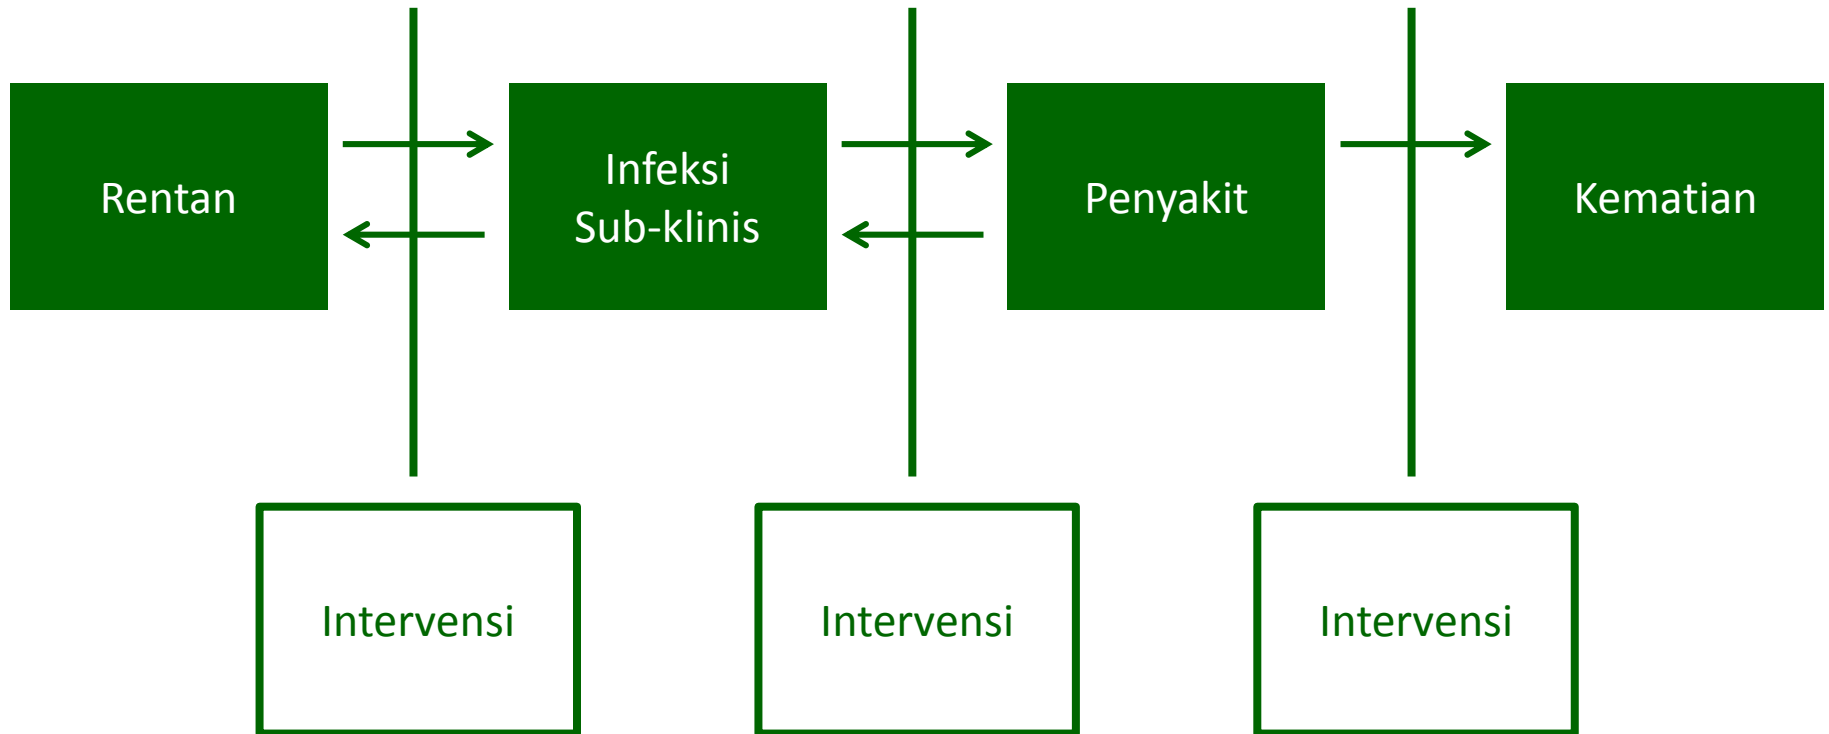 Rentan
Infeksi
Sub-klinis
Penyakit
Kematian
Intervensi
Intervensi
Intervensi